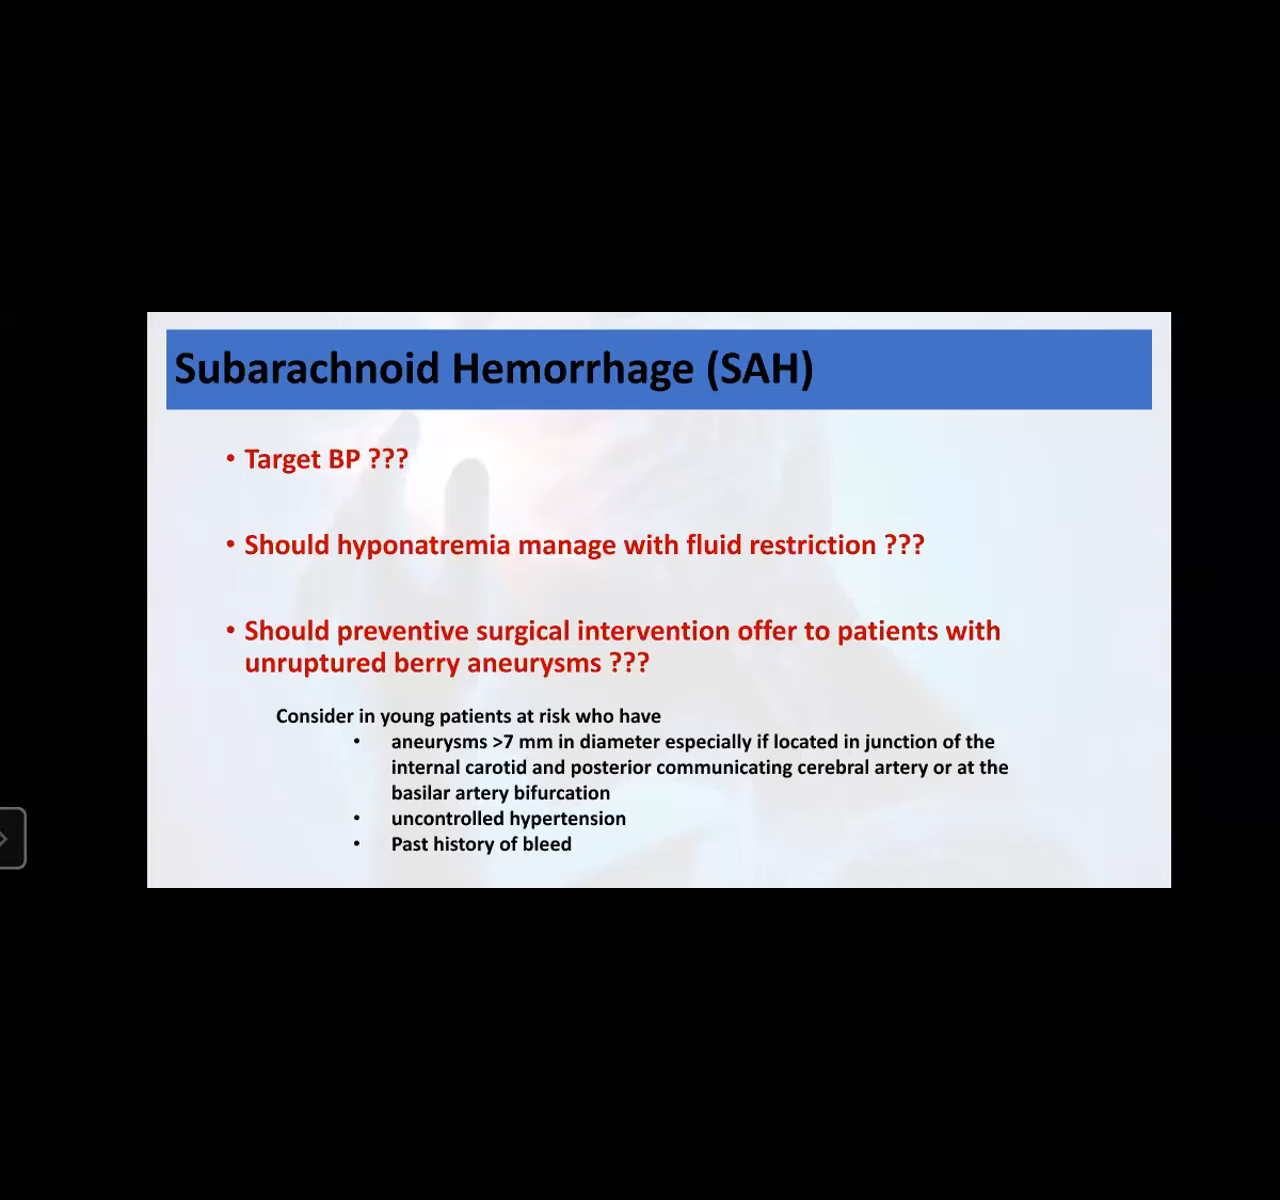 Subarachnoid Hemorrhage (SAH)
• Target BP ???
• Should hyponatremia manage with fluid restriction ???
• Should preventive surgical intervention offer to patients with
unruptured berry aneurysms ???
Consider in young patients at risk who have
• aneurysms >7 mm in diameter especially if located in junction of the
internal carotid and posterior communicating cerebral artery or at the
basilar artery bifurcation
• uncontrolled hypertension
• Past history of bleed